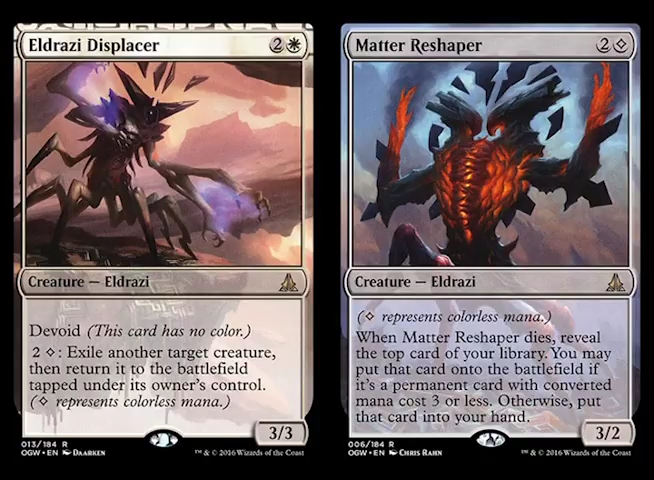 Eldrazi Displacer 2
Creature — Eldrazi
Devoid (This card has no color.)
2 ◇: Exile another target creature,
then return it to the battlefield
tapped under its owner's control.
(◇ represents colorless mana.)
3/3
013/184 R
OGW • EN Daarken
™ & © 2016 Wizards of the Coast
Matter Reshaper 2 ◇
Creature — Eldrazi
(◇ represents colorless mana.)
When Matter Reshaper dies, reveal
the top card of your library. You may
put that card onto the battlefield if
it's a permanent card with converted
mana cost 3 or less. Otherwise, put
that card into your hand.
3/2
006/184 R
OGW • EN Chris Rahn
™ & © 2016 Wizards of the Coast